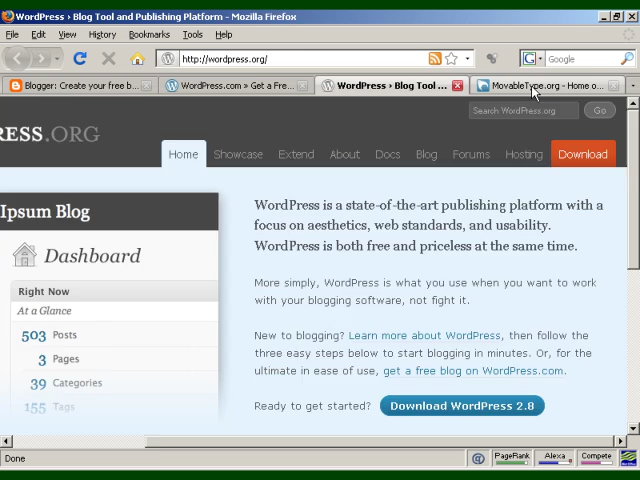 WordPress › Blog Tool and Publishing Platform - Mozilla Firefox
File Edit View History Bookmarks Tools Help
http://wordpress.org/
Google
Blogger: Create your free b...
WordPress.com » Get a Free...
WordPress › Blog Tool ...
MovableType.org - Home o...
RESS.ORG
Search WordPress.org
Go
Home Showcase Extend About Docs Blog Forums Hosting Download
Ipsum Blog
Dashboard
Right Now
At a Glance
503 Posts
3 Pages
39 Categories
155 Tags
WordPress is a state-of-the-art publishing platform with a
focus on aesthetics, web standards, and usability.
WordPress is both free and priceless at the same time.
More simply, WordPress is what you use when you want to work
with your blogging software, not fight it.
New to blogging? Learn more about WordPress, then follow the
three easy steps below to start blogging in minutes. Or, for the
ultimate in ease of use, get a free blog on WordPress.com.
Ready to get started? Download WordPress 2.8
Done
@ PageRank Alexa Compete